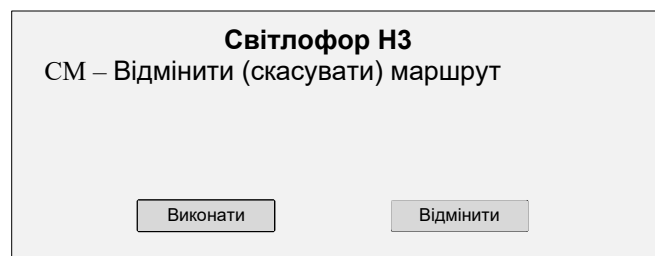 Світлофор Н3
СМ – Відмінити (скасувати) маршрут
Виконати Відмінити